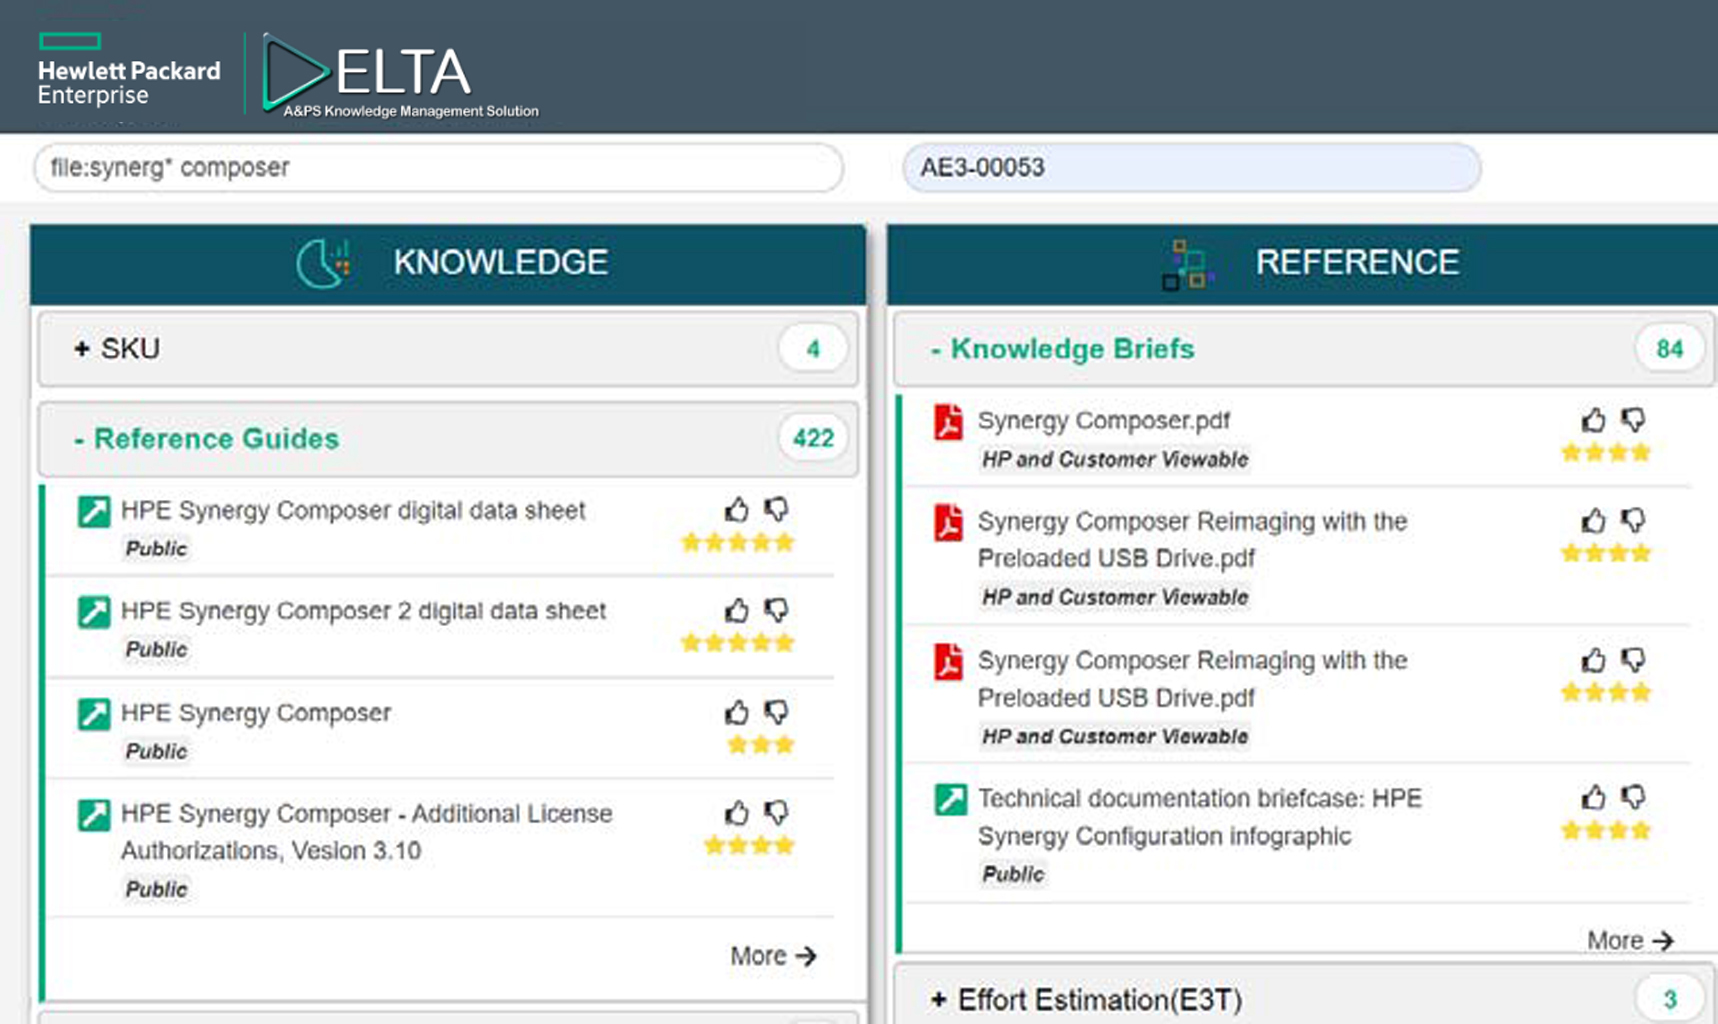 Hewlett Packard
Enterprise
DELTA
A&PS Knowledge Management Solution
file:synerg* composer
AE3-00053
KNOWLEDGE
+ SKU
4
- Reference Guides
422
HPE Synergy Composer digital data sheet
Public
HPE Synergy Composer 2 digital data sheet
Public
HPE Synergy Composer
Public
HPE Synergy Composer - Additional License
Authorizations, Vesion 3.10
Public
More →
REFERENCE
- Knowledge Briefs
84
Synergy Composer.pdf
HP and Customer Viewable
Synergy Composer Reimaging with the
Preloaded USB Drive.pdf
HP and Customer Viewable
Synergy Composer Reimaging with the
Preloaded USB Drive.pdf
HP and Customer Viewable
Technical documentation briefcase: HPE
Synergy Configuration infographic
Public
More →
+ Effort Estimation(E3T)
3